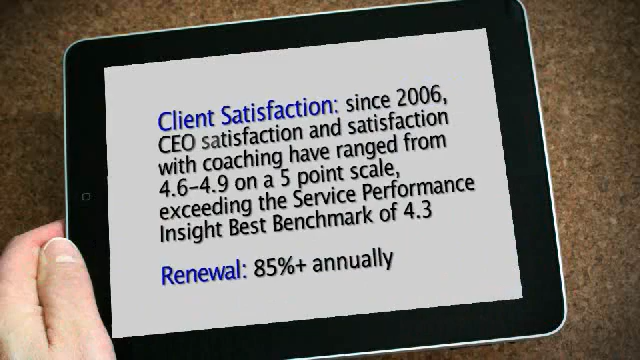 Client Satisfaction: since 2006,
CEO satisfaction and satisfaction
with coaching have ranged from
4.6-4.9 on a 5 point scale,
exceeding the Service Performance
Insight Best Benchmark of 4.3
Renewal: 85%+ annually